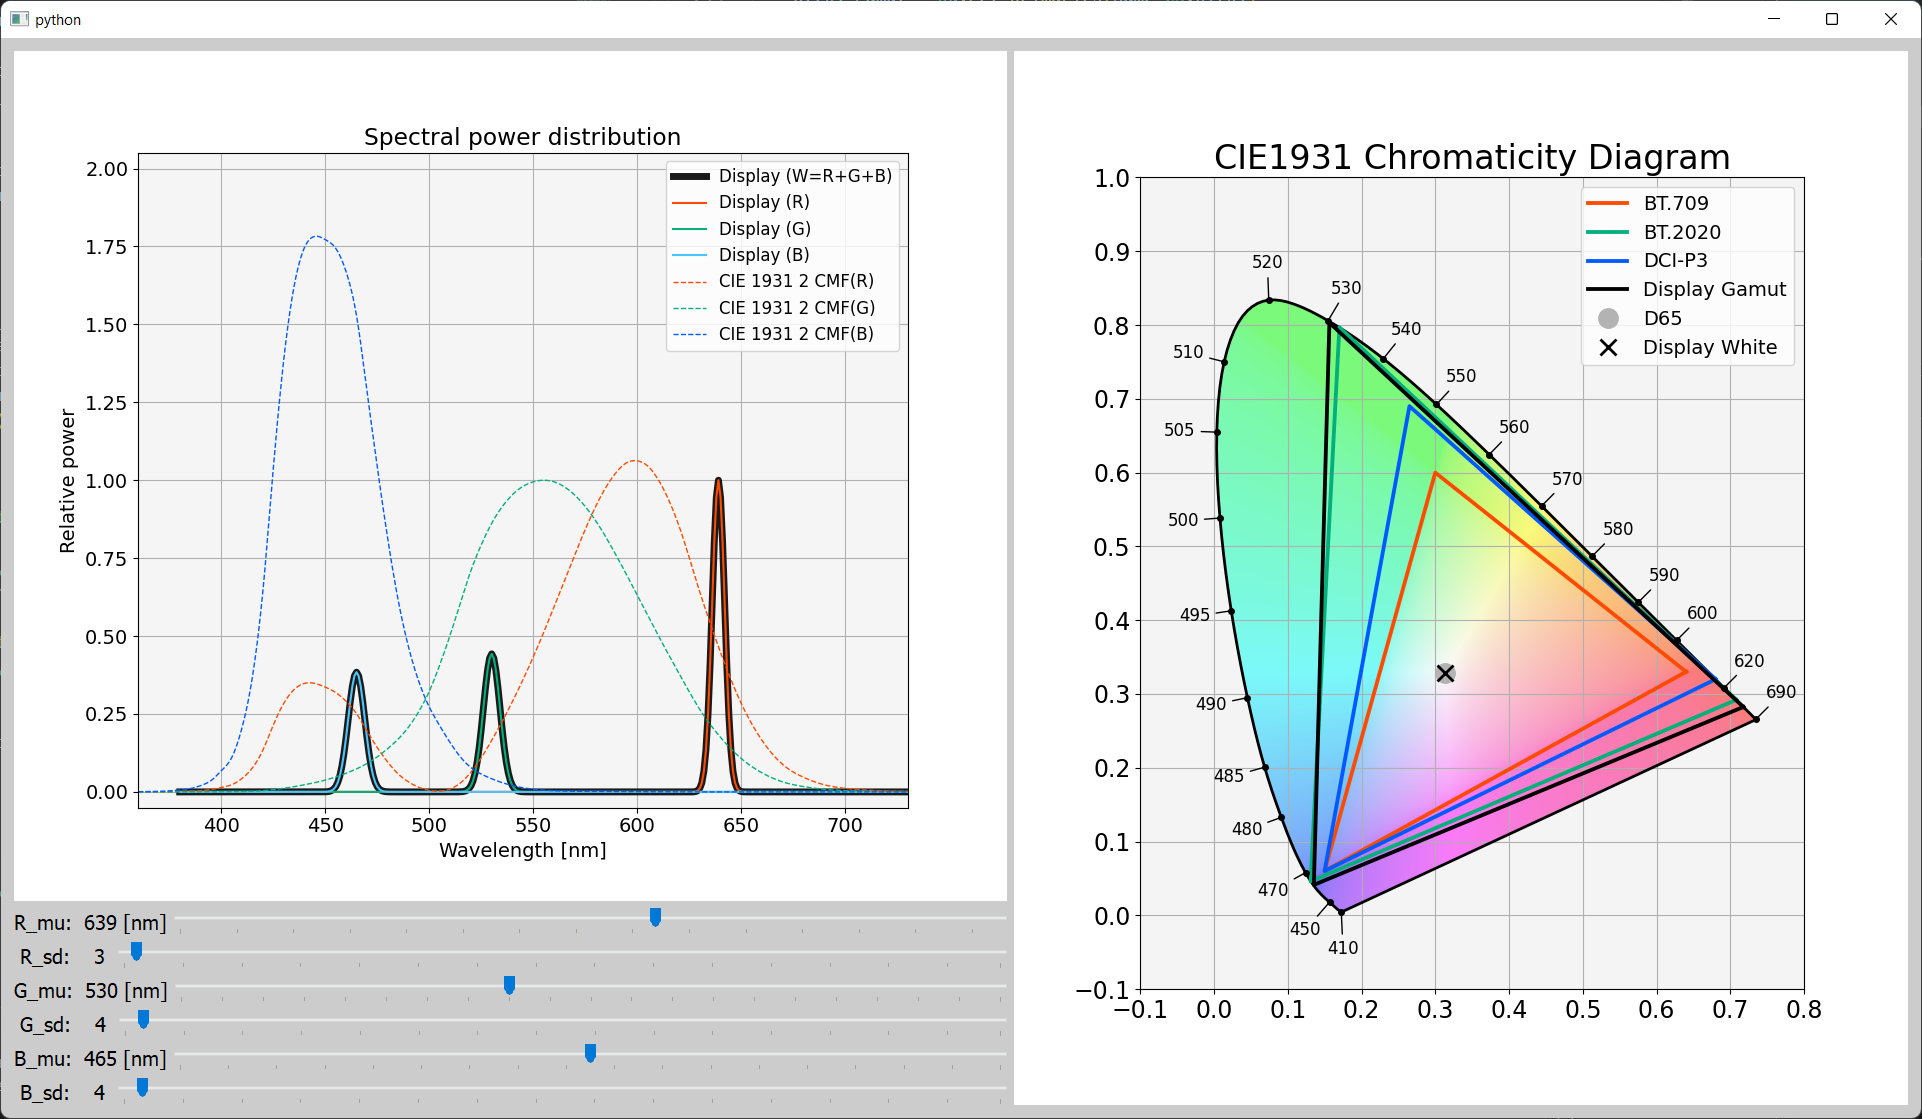 python
Spectral power distribution
2.00
1.75
1.50
1.25
1.00
0.75
0.50
0.25
0.00
Relative power
400 450 500 550 600 650 700
Wavelength [nm]
Display (W=R+G+B)
Display (R)
Display (G)
Display (B)
CIE 1931 2 CMF(R)
CIE 1931 2 CMF(G)
CIE 1931 2 CMF(B)
R_mu: 639 [nm]
R_sd: 3
G_mu: 530 [nm]
G_sd: 4
B_mu: 465 [nm]
B_sd: 4
CIE1931 Chromaticity Diagram
1.0
0.9
0.8
0.7
0.6
0.5
0.4
0.3
0.2
0.1
0.0
−0.1
−0.1 0.0 0.1 0.2 0.3 0.4 0.5 0.6 0.7 0.8
BT.709
BT.2020
DCI-P3
Display Gamut
D65
Display White
520
530
540
510
550
505
560
570
500
580
590
495
600
620
490
690
485
480
470
450
410